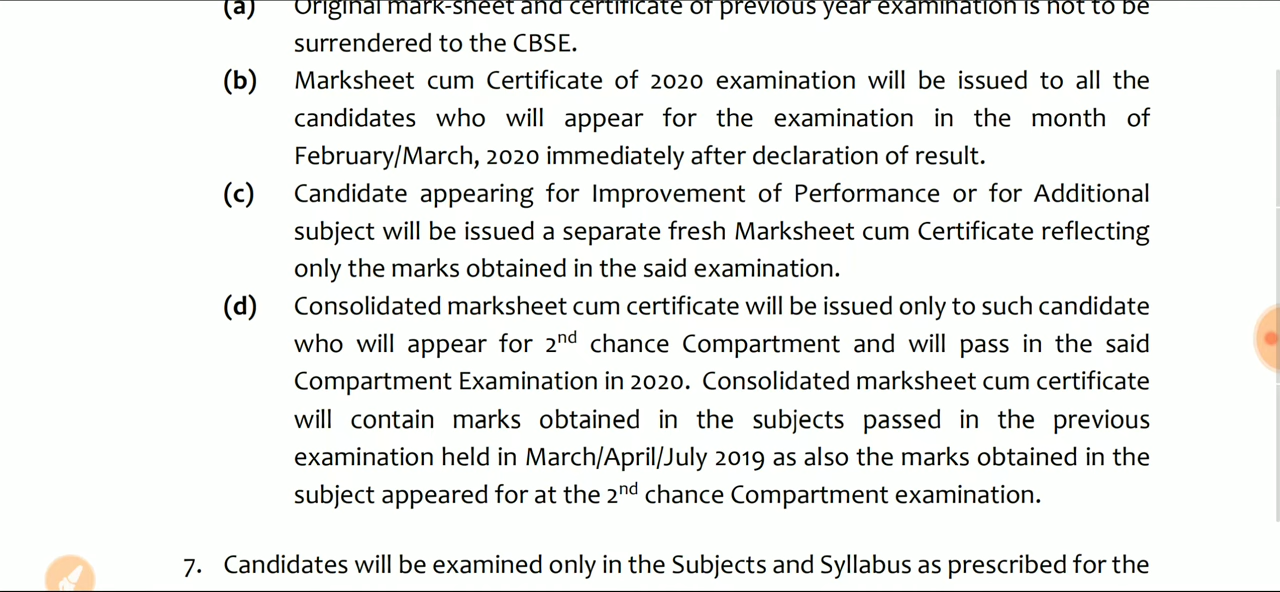 (a) Original mark-sheet and certificate of previous year examination is not to be
surrendered to the CBSE.
(b) Marksheet cum Certificate of 2020 examination will be issued to all the
candidates who will appear for the examination in the month of
February/March, 2020 immediately after declaration of result.
(c) Candidate appearing for Improvement of Performance or for Additional
subject will be issued a separate fresh Marksheet cum Certificate reflecting
only the marks obtained in the said examination.
(d) Consolidated marksheet cum certificate will be issued only to such candidate
who will appear for 2nd chance Compartment and will pass in the said
Compartment Examination in 2020. Consolidated marksheet cum certificate
will contain marks obtained in the subjects passed in the previous
examination held in March/April/July 2019 as also the marks obtained in the
subject appeared for at the 2nd chance Compartment examination.
7. Candidates will be examined only in the Subjects and Syllabus as prescribed for the